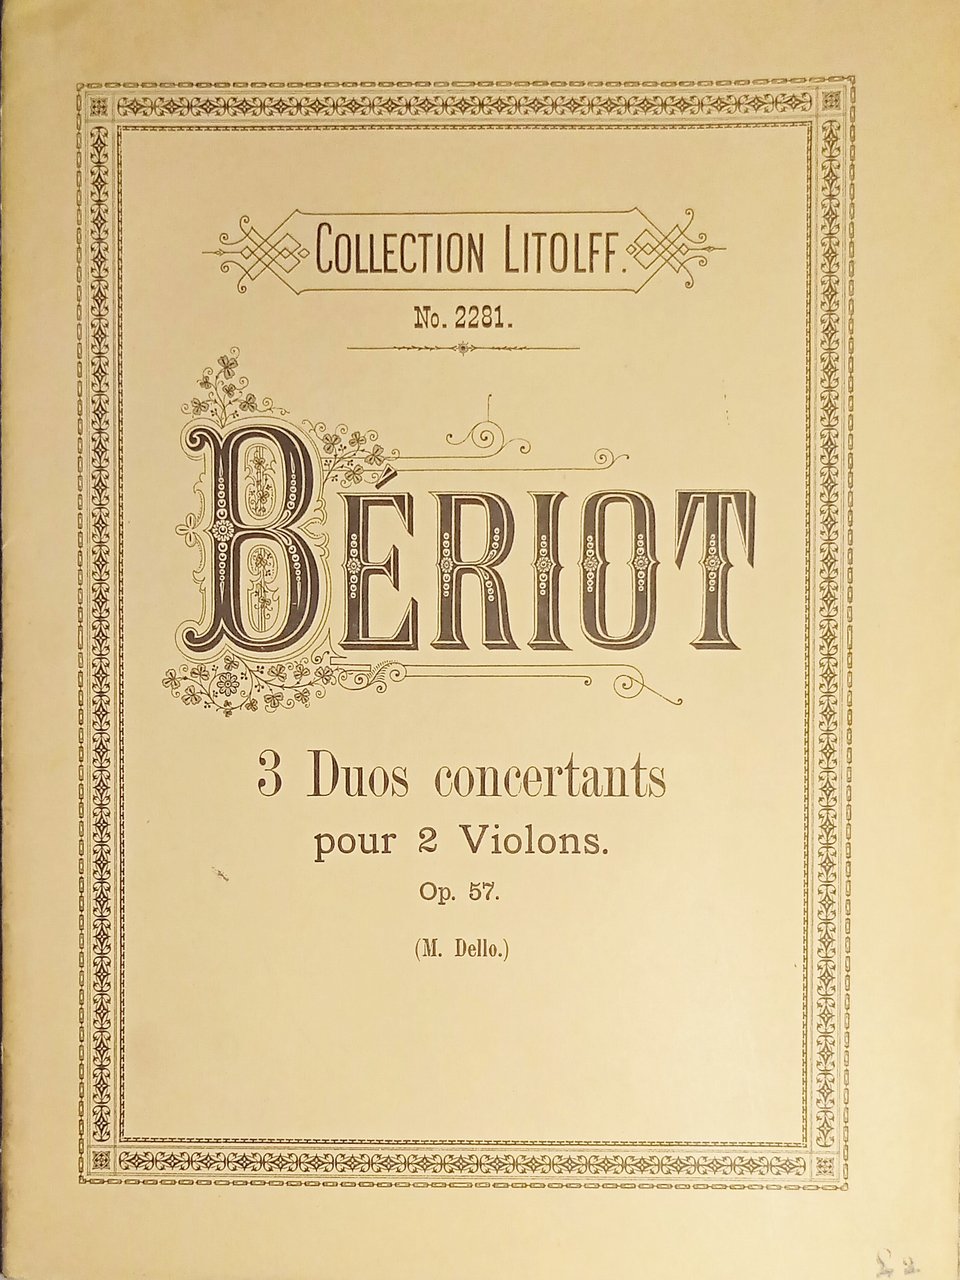 COLLECTION LITOLFF.
No. 2281.
BÉRIOT
3 Duos concertants
pour 2 Violons.
Op. 57.
(M. Dello.)